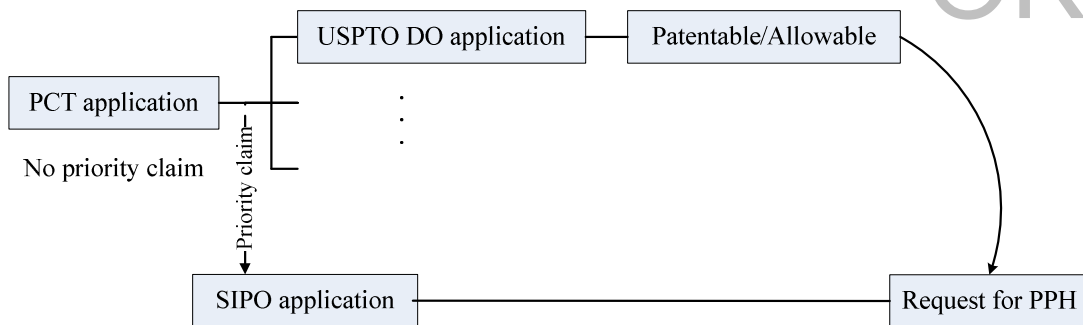 USPTO DO application
Patentable/Allowable
PCT application
No priority claim
Priority claim
SIPO application
Request for PPH